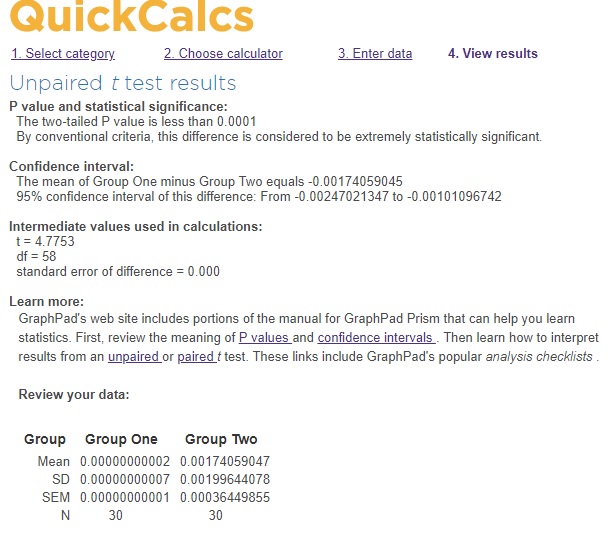 QuickCalcs
1. Select category 2. Choose calculator 3. Enter data 4. View results
Unpaired t test results
P value and statistical significance:
The two-tailed P value is less than 0.0001
By conventional criteria, this difference is considered to be extremely statistically significant.
Confidence interval:
The mean of Group One minus Group Two equals -0.00174059045
95% confidence interval of this difference: From -0.00247021347 to -0.00101096742
Intermediate values used in calculations:
t = 4.7753
df = 58
standard error of difference = 0.000
Learn more:
GraphPad's web site includes portions of the manual for GraphPad Prism that can help you learn
statistics. First, review the meaning of P values and confidence intervals . Then learn how to interpret
results from an unpaired or paired t test. These links include GraphPad's popular analysis checklists .
Review your data:
Group Group One Group Two
Mean 0.00000000002 0.00174059047
SD 0.00000000007 0.00199644078
SEM 0.00000000001 0.00036449855
N 30 30